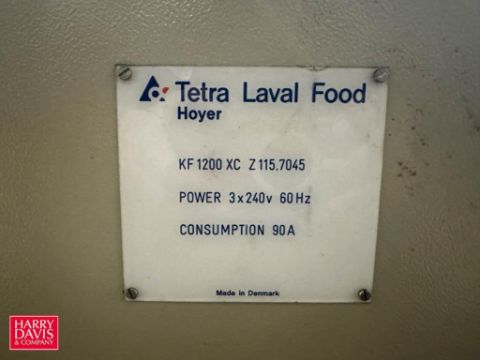 Tetra Laval Food
Hoyer
KF 1200 XC Z 115.7045
POWER 3x240v 60Hz
CONSUMPTION 90A
Made in Denmark
HARRY
DAVIS
& COMPANY